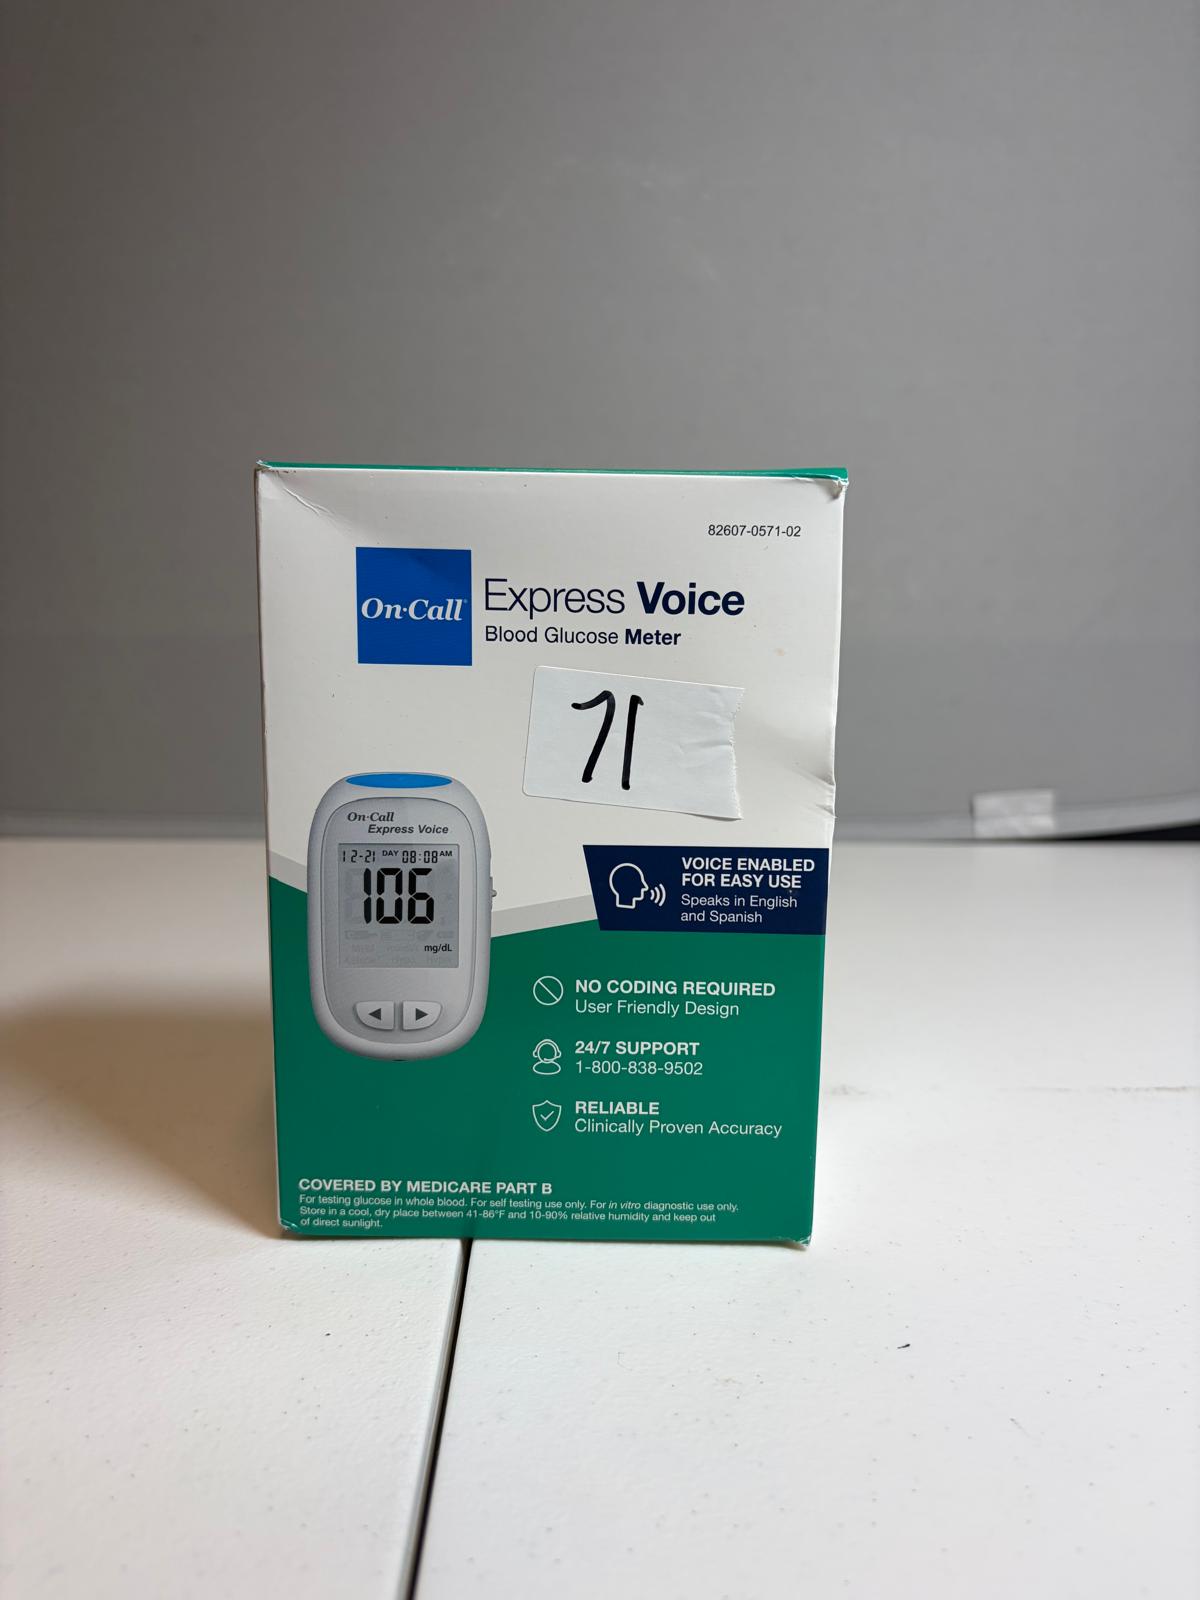 82607-0571-02
On·Call®
Express Voice
Blood Glucose Meter
71
On·Call
Express Voice
12-21 DAY 08:08 AM
106
mg/dL
VOICE ENABLED
FOR EASY USE
Speaks in English
and Spanish
NO CODING REQUIRED
User Friendly Design
24/7 SUPPORT
1-800-838-9502
RELIABLE
Clinically Proven Accuracy
COVERED BY MEDICARE PART B
For testing glucose in whole blood. For self testing use only. For in vitro diagnostic use only.
Store in a cool, dry place between 41-86°F and 10-90% relative humidity and keep out
of direct sunlight.